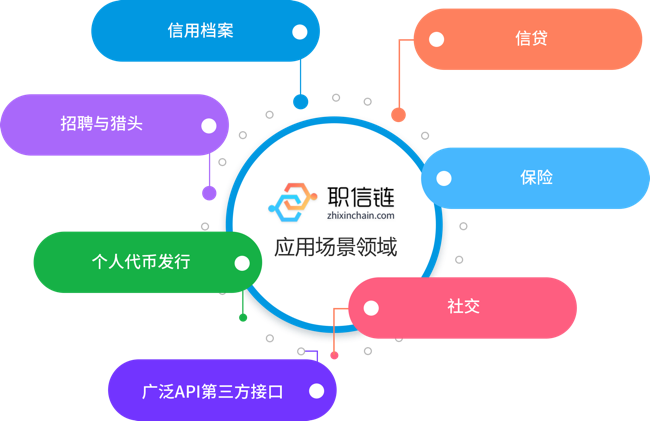 信用档案
信贷
招聘与猎头
保险
职信链
zhixinchain.com
应用场景领域
个人代币发行
社交
广泛API第三方接口